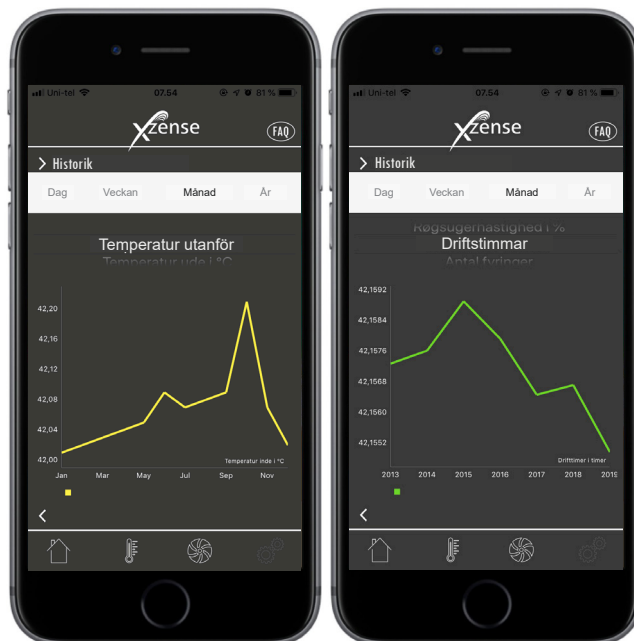 Uni-tel 07.54 81 %
xzense
FAQ
> Historik
Dag Veckan Månad År
Temperatur utanför
Temperatur ude i °C
42,20
42,16
42,12
42,08
42,04
42,00
Temperatur inde i °C
Jan Mar May Jul Sep Nov
<
Uni-tel 07.54 81 %
xzense
FAQ
> Historik
Dag Veckan Månad År
Røgsugerhastighed i %
Driftstimmar
Antal fyringer
42,1592
42,1584
42,1576
42,1568
42,1560
42,1552
Drifttimer i timer
2013 2014 2015 2016 2017 2018 2019
<